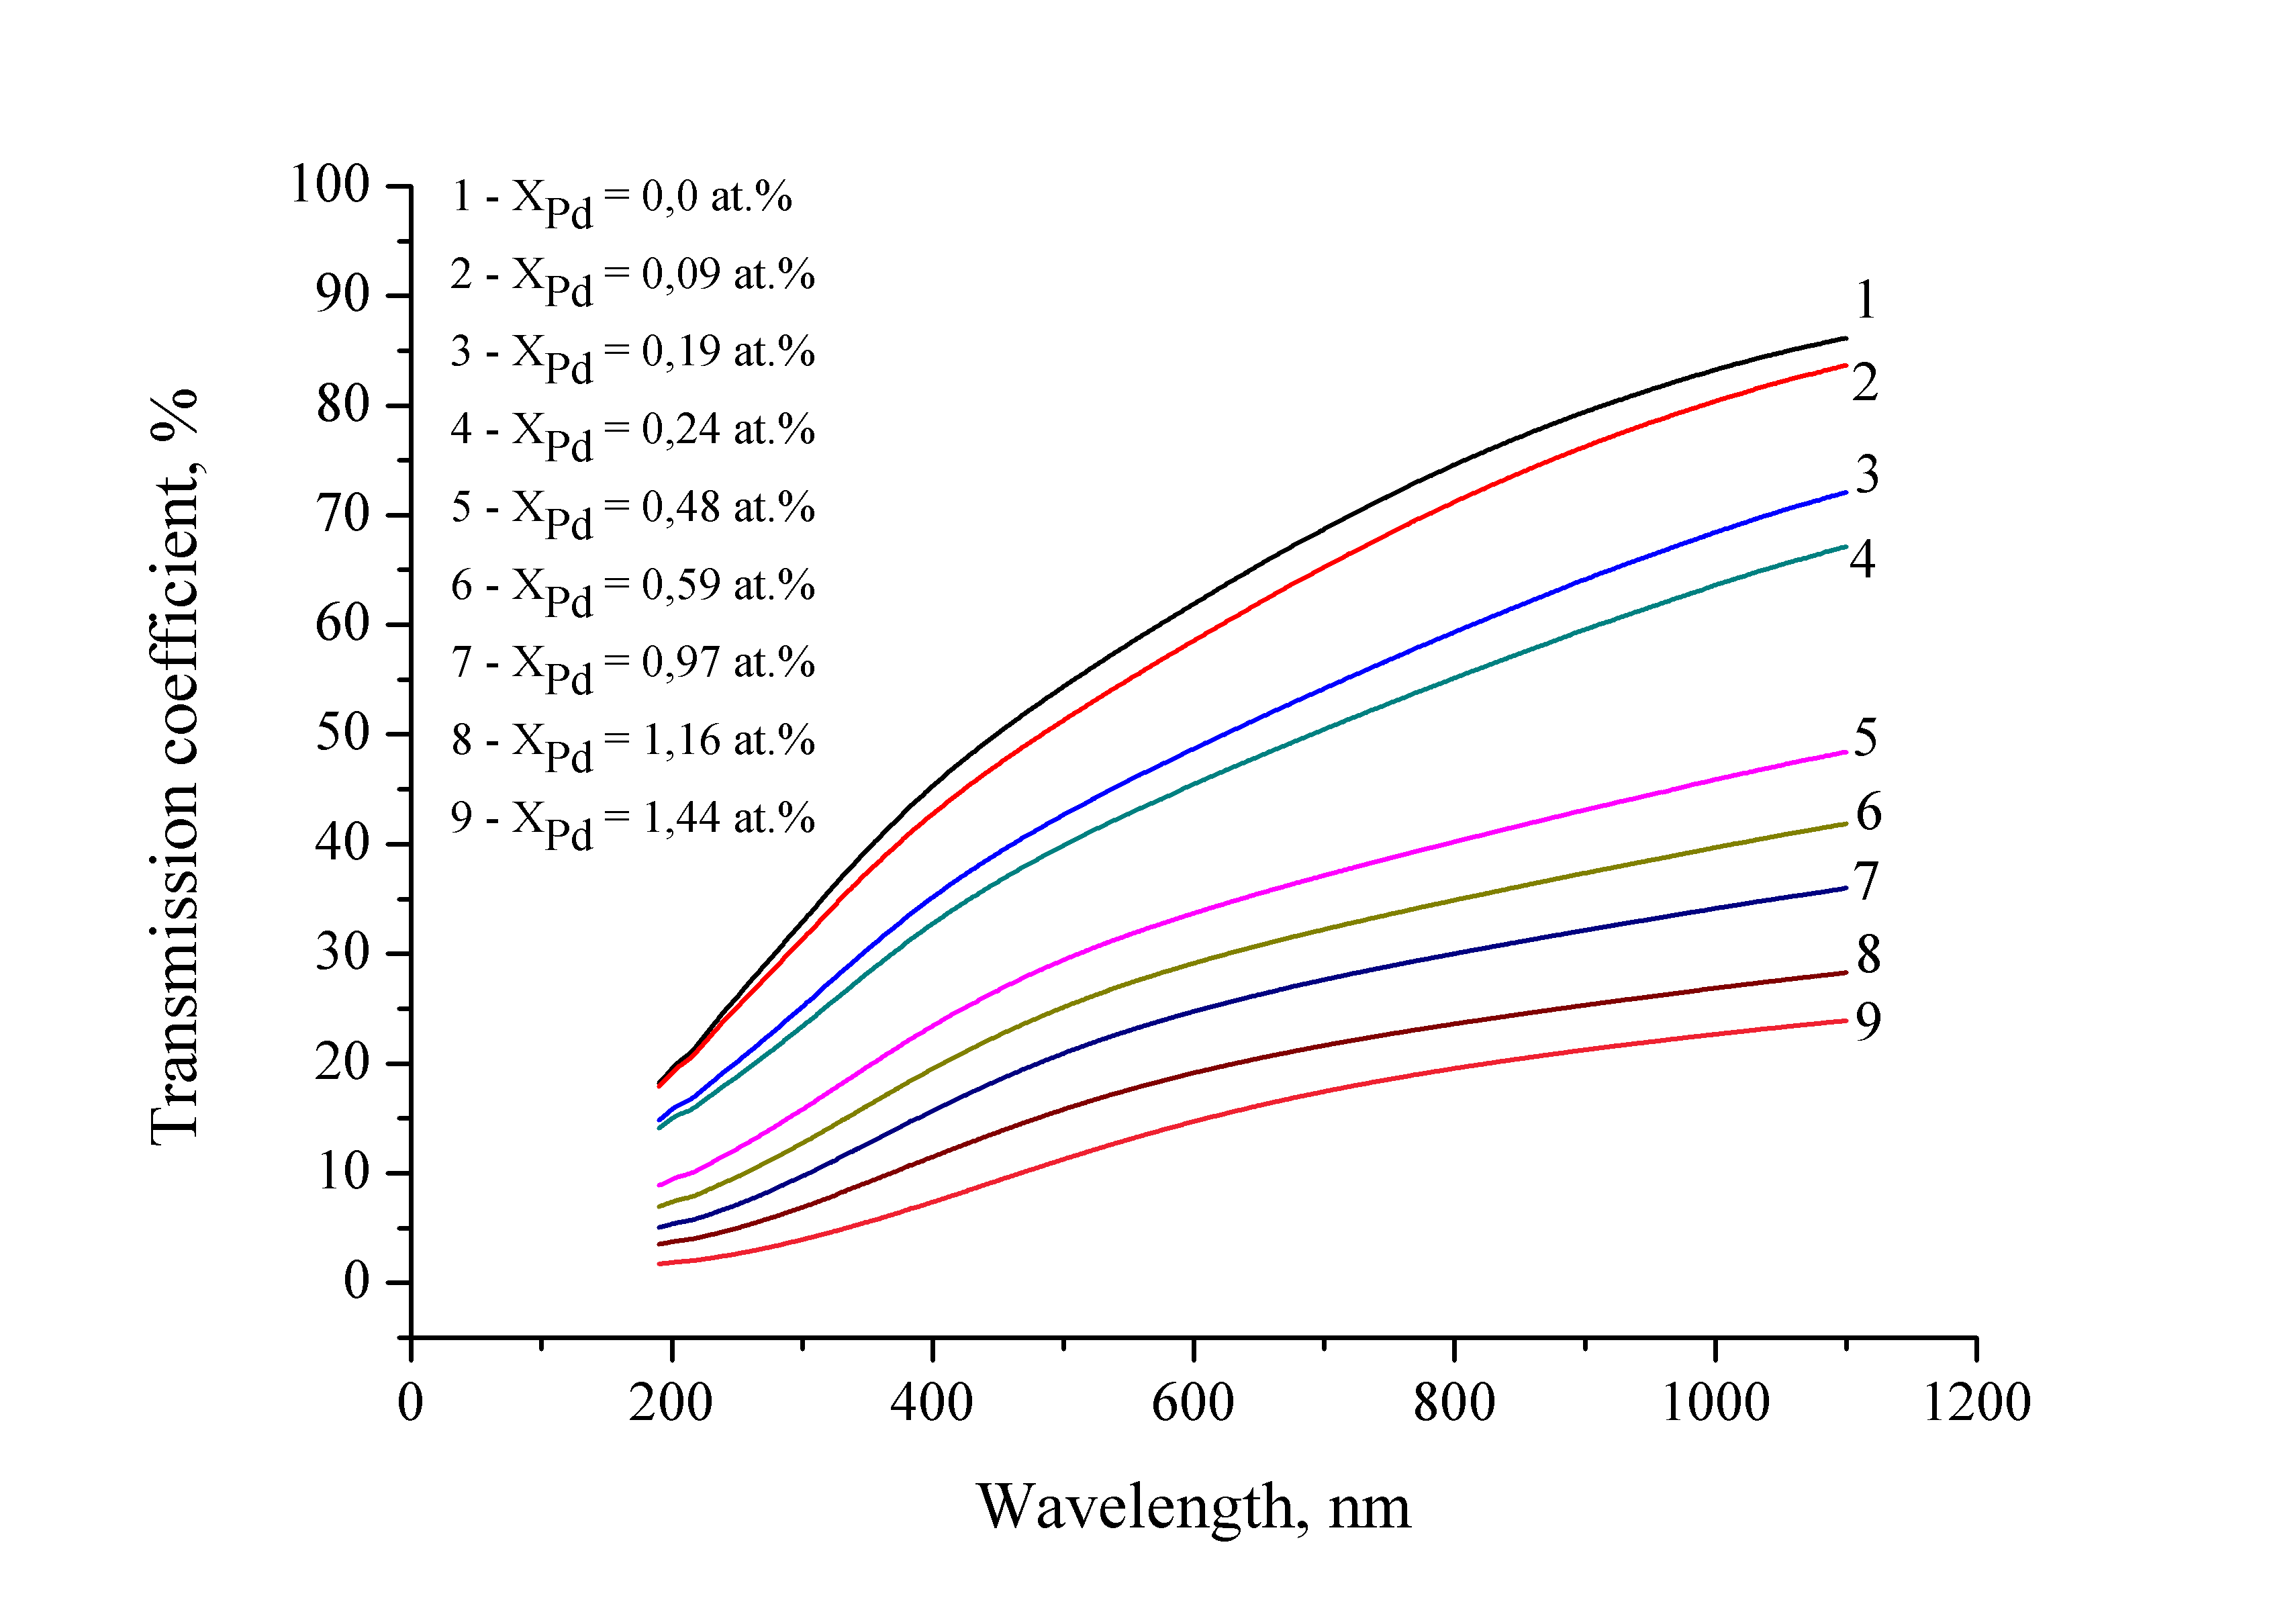 1 - XPd = 0,0 at.%
2 - XPd = 0,09 at.%
3 - XPd = 0,19 at.%
4 - XPd = 0,24 at.%
5 - XPd = 0,48 at.%
6 - XPd = 0,59 at.%
7 - XPd = 0,97 at.%
8 - XPd = 1,16 at.%
9 - XPd = 1,44 at.%
Transmission coefficient, %
100
90
80
70
60
50
40
30
20
10
0
1
2
3
4
5
6
7
8
9
0 200 400 600 800 1000 1200
Wavelength, nm